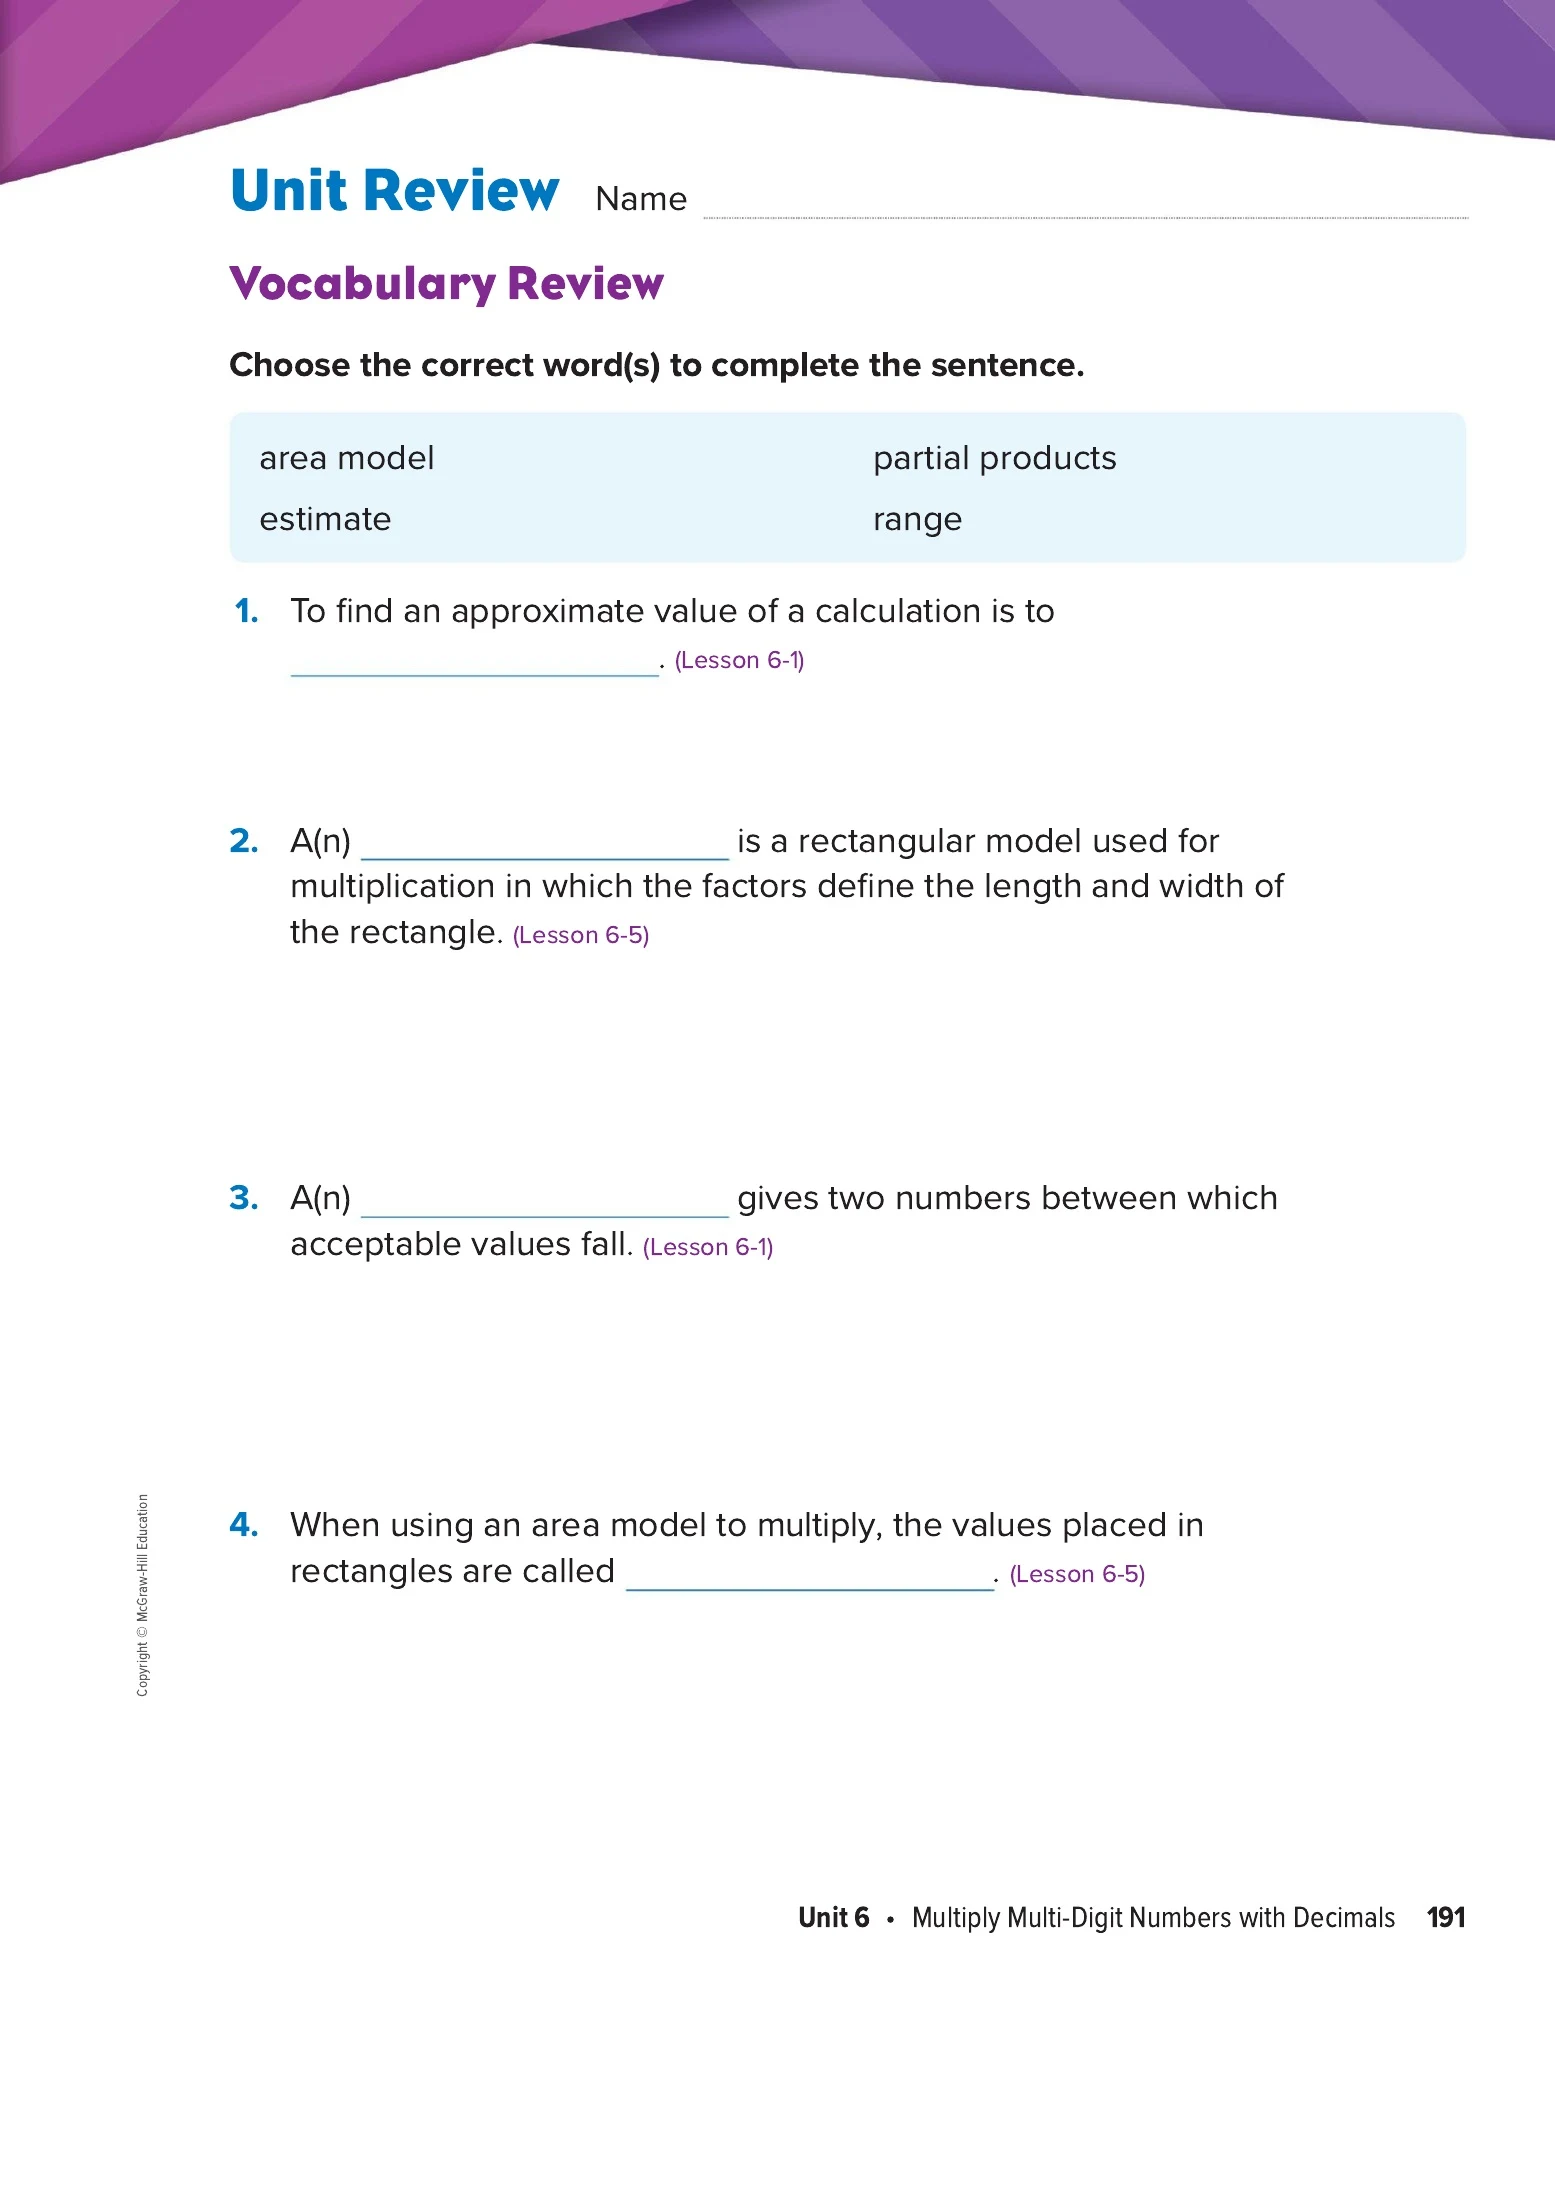 Unit Review Name
Vocabulary Review
Choose the correct word(s) to complete the sentence.
area model
partial products
estimate
range
1. To find an approximate value of a calculation is to
. (Lesson 6-1)
2. A(n) is a rectangular model used for
multiplication in which the factors define the length and width of
the rectangle. (Lesson 6-5)
3. A(n) gives two numbers between which
acceptable values fall. (Lesson 6-1)
4. When using an area model to multiply, the values placed in
rectangles are called . (Lesson 6-5)
Copyright © McGraw-Hill Education
Unit 6 • Multiply Multi-Digit Numbers with Decimals 191